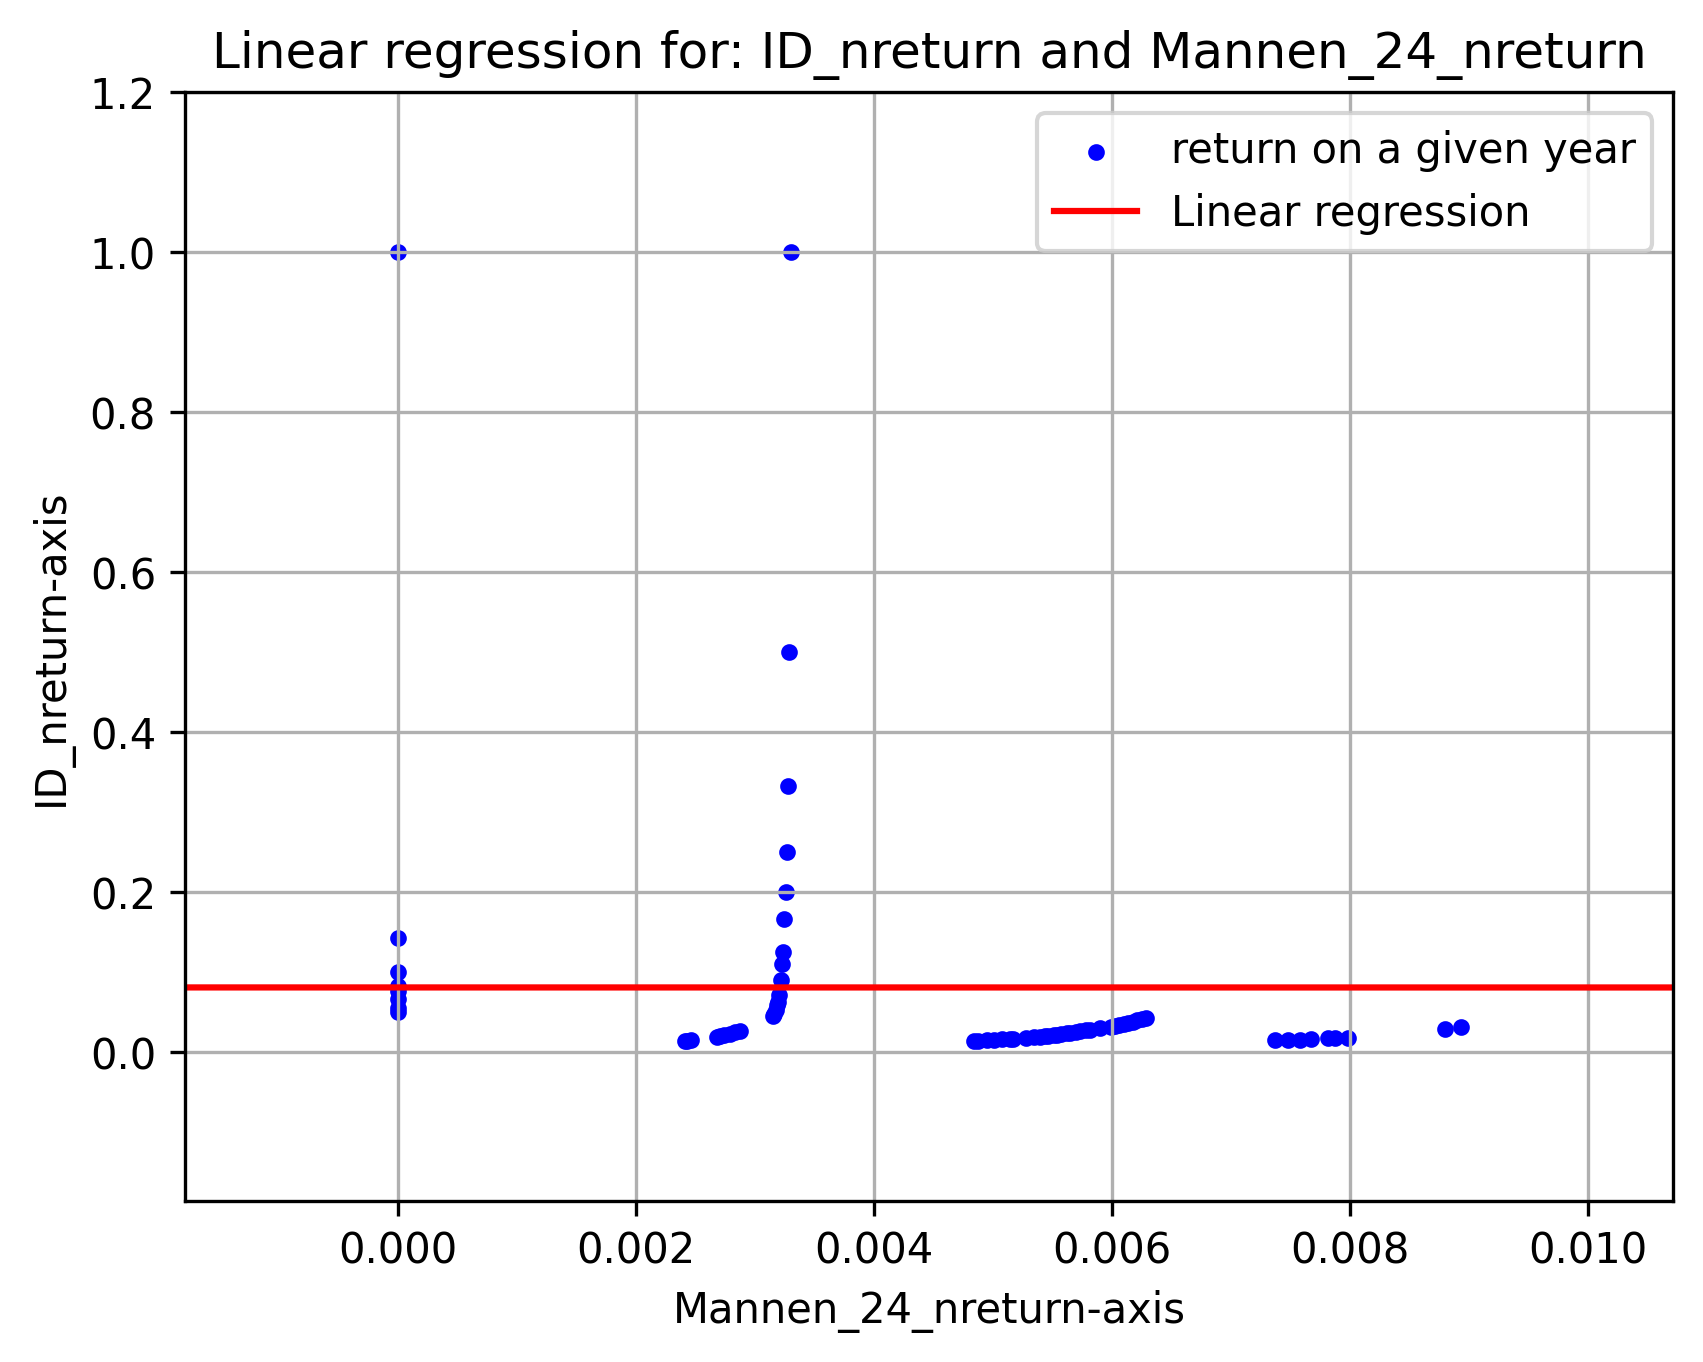 Linear regression for: ID_nreturn and Mannen_24_nreturn
return on a given year
Linear regression
ID_nreturn-axis
1.2
1.0
0.8
0.6
0.4
0.2
0.0
0.000 0.002 0.004 0.006 0.008 0.010
Mannen_24_nreturn-axis